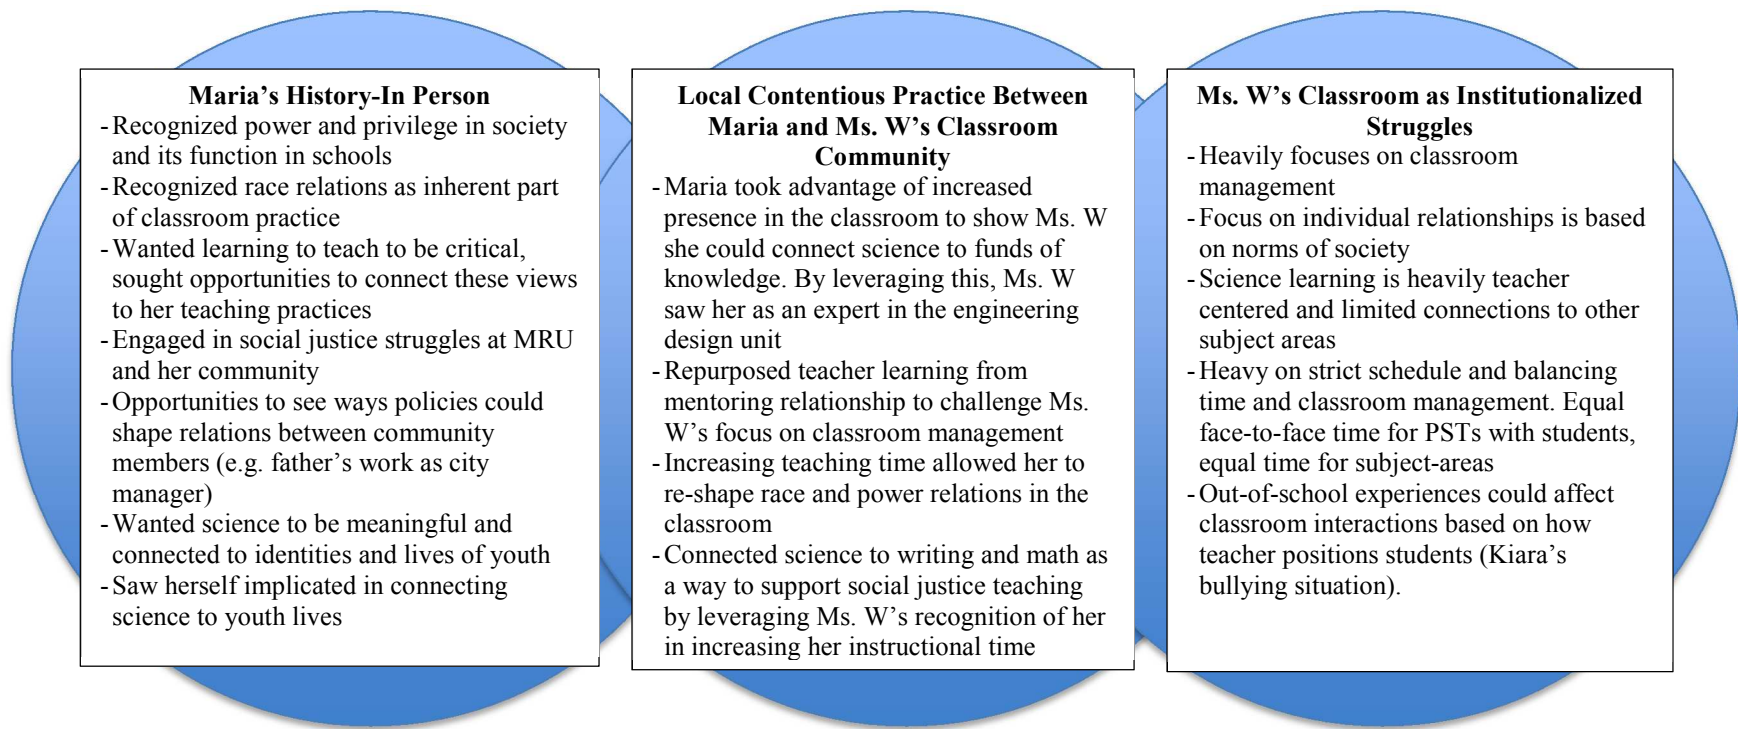 Maria's History-In Person
-Recognized power and privilege in society
and its function in schools
-Recognized race relations as inherent part
of classroom practice
-Wanted learning to teach to be critical,
sought opportunities to connect these views
to her teaching practices
-Engaged in social justice struggles at MRU
and her community
-Opportunities to see ways policies could
shape relations between community
members (e.g. father's work as city
manager)
-Wanted science to be meaningful and
connected to identities and lives of youth
-Saw herself implicated in connecting
science to youth lives
Local Contentious Practice Between
Maria and Ms. W's Classroom
Community
-Maria took advantage of increased
presence in the classroom to show Ms. W
she could connect science to funds of
knowledge. By leveraging this, Ms. W
saw her as an expert in the engineering
design unit
-Repurposed teacher learning from
mentoring relationship to challenge Ms.
W's focus on classroom management
-Increasing teaching time allowed her to
re-shape race and power relations in the
classroom
-Connected science to writing and math as
a way to support social justice teaching
by leveraging Ms. W's recognition of her
in increasing her instructional time
Ms. W's Classroom as Institutionalized
Struggles
-Heavily focuses on classroom
management
-Focus on individual relationships is based
on norms of society
-Science learning is heavily teacher
centered and limited connections to other
subject areas
-Heavy on strict schedule and balancing
time and classroom management. Equal
face-to-face time for PSTs with students,
equal time for subject-areas
-Out-of-school experiences could affect
classroom interactions based on how
teacher positions students (Kiara's
bullying situation).